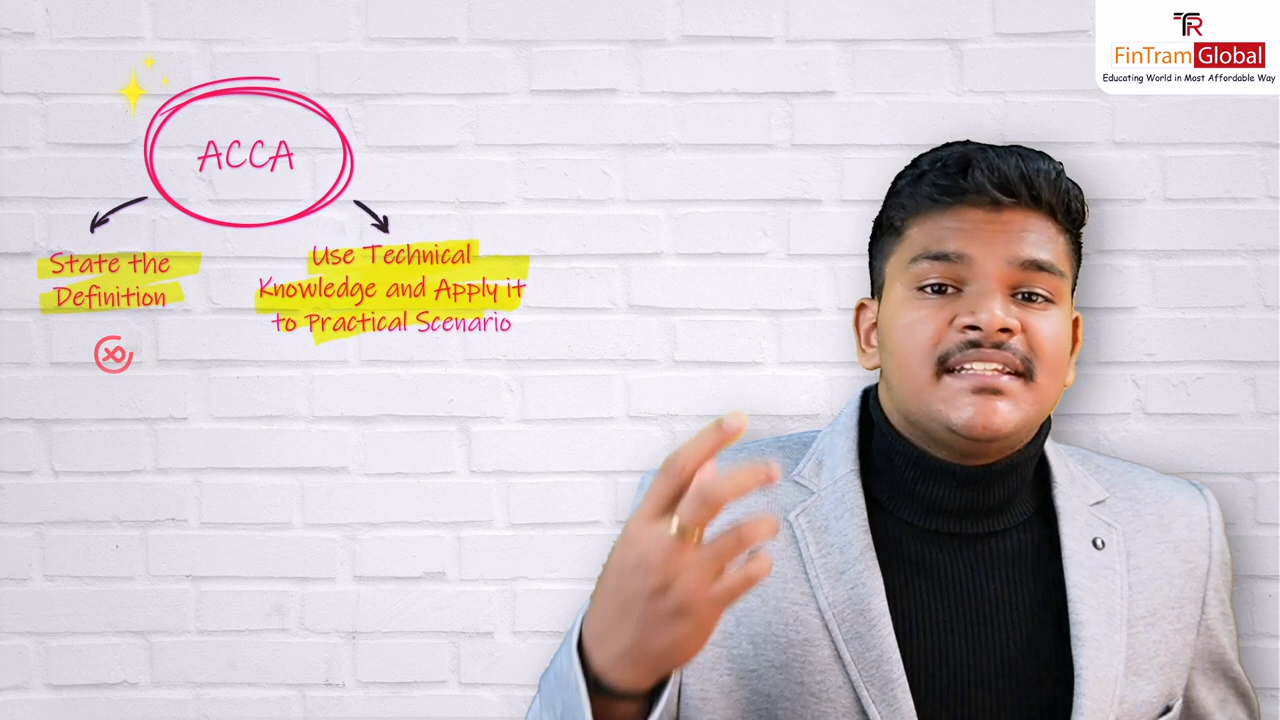 FinTram Global
Educating World in Most Affordable Way
ACCA
State the
Definition
Use Technical
Knowledge and Apply it
to Practical Scenario